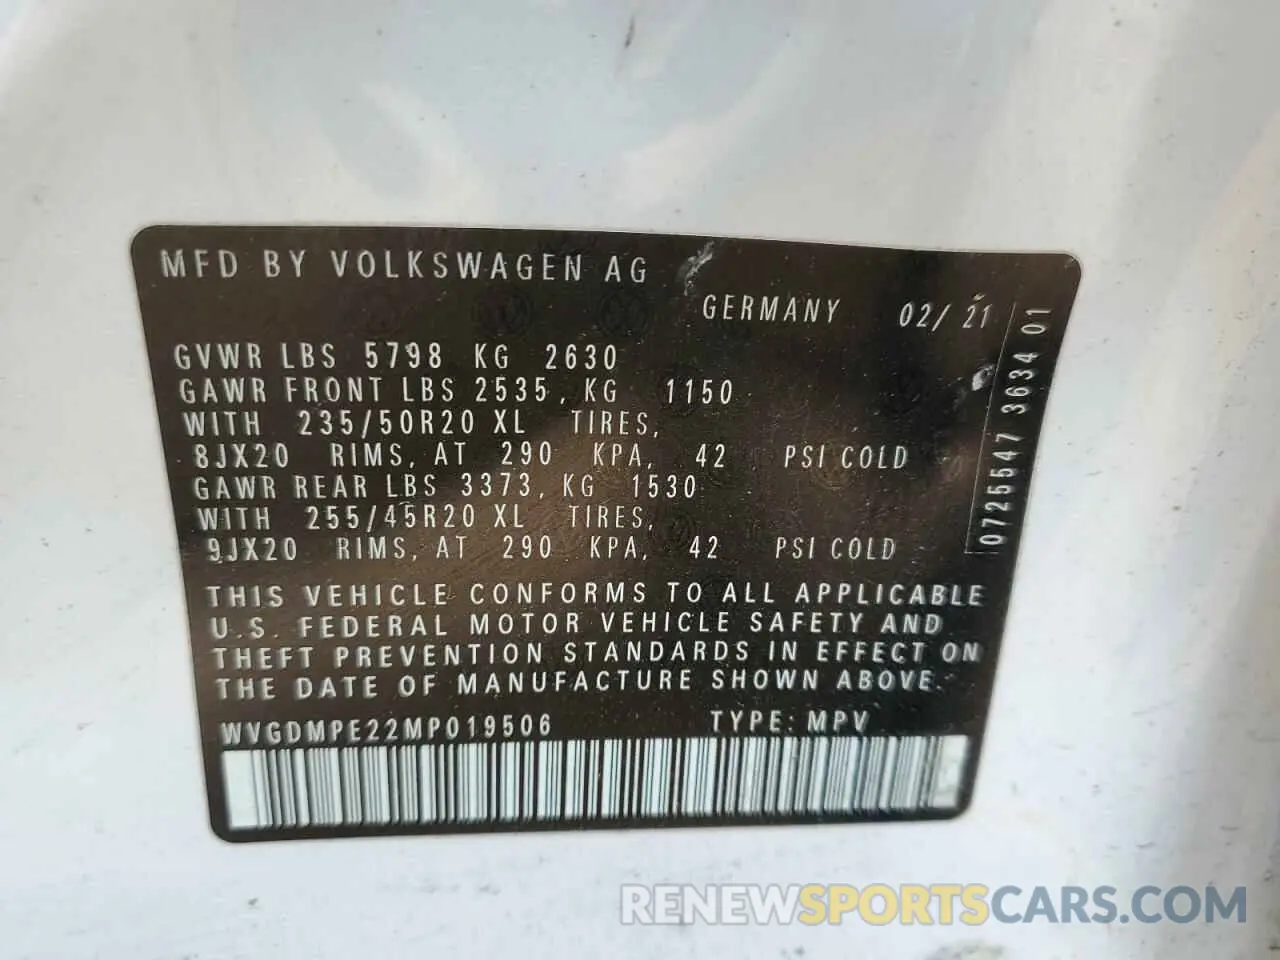 MFD BY VOLKSWAGEN AG
GERMANY 02/ 21
GVWR LBS 5798 KG 2630
GAWR FRONT LBS 2535, KG 1150
WITH 235/50R20 XL TIRES,
8JX20 RIMS, AT 290 KPA, 42 PSI COLD
GAWR REAR LBS 3373, KG 1530
WITH 255/45R20 XL TIRES,
9JX20 RIMS, AT 290 KPA, 42 PSI COLD
0725547 3634 01
THIS VEHICLE CONFORMS TO ALL APPLICABLE
U.S. FEDERAL MOTOR VEHICLE SAFETY AND
THEFT PREVENTION STANDARDS IN EFFECT ON
THE DATE OF MANUFACTURE SHOWN ABOVE.
WVGDMPE22MP019506 TYPE: MPV
RENEWSPORTSCARS.COM